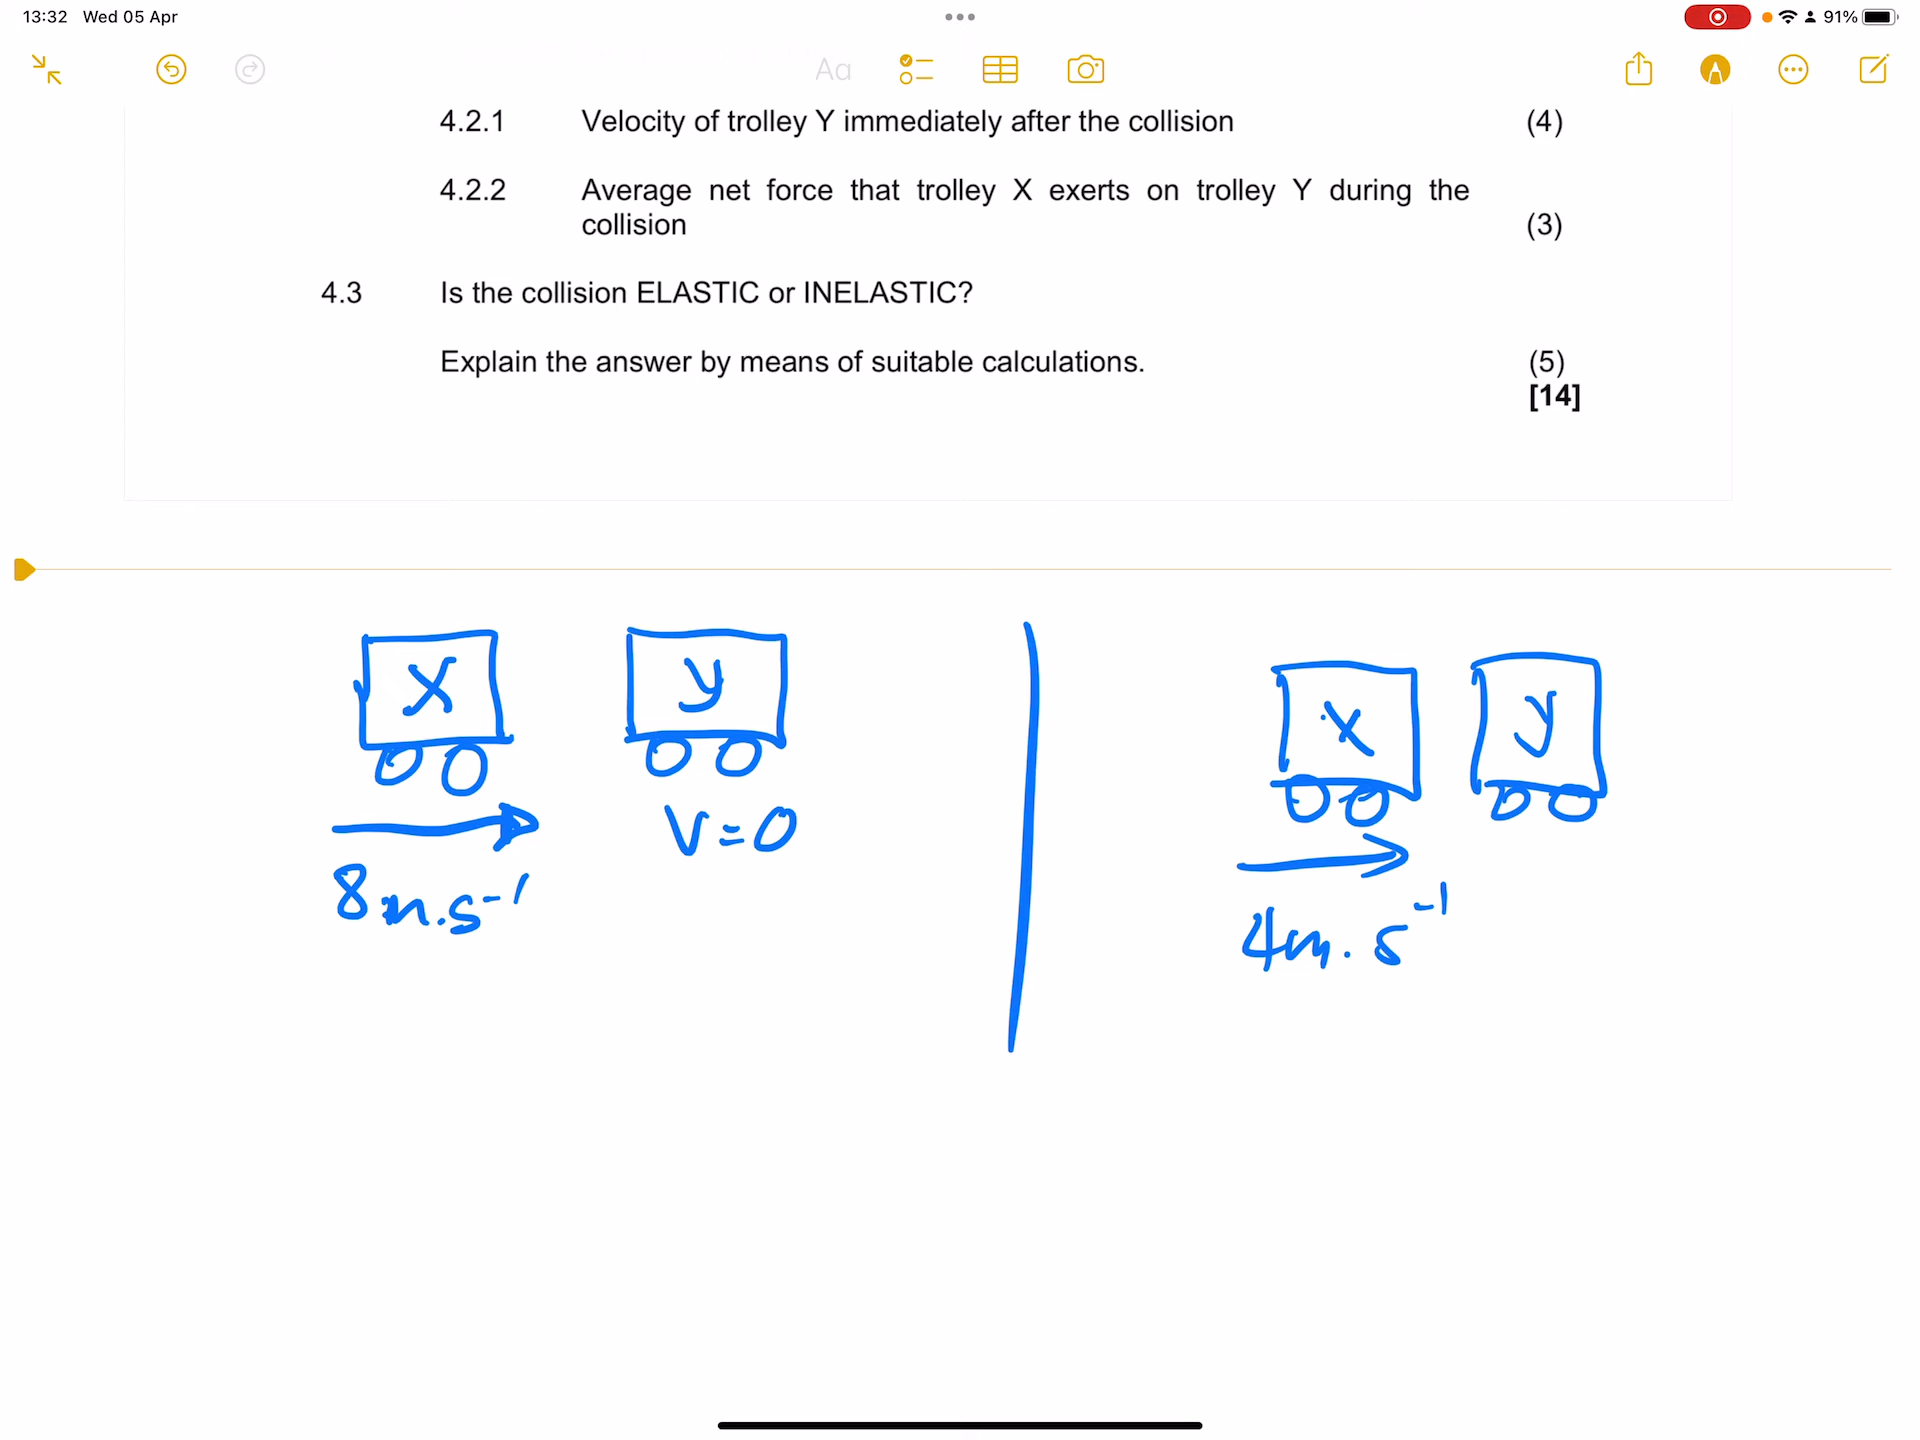 13:32 Wed 05 Apr 91%
Aa
4.2.1 Velocity of trolley Y immediately after the collision (4)
4.2.2 Average net force that trolley X exerts on trolley Y during the
collision (3)
4.3 Is the collision ELASTIC or INELASTIC?
Explain the answer by means of suitable calculations. (5)
[14]
X y x y
V=0
8m.s⁻¹ 4m.s⁻¹